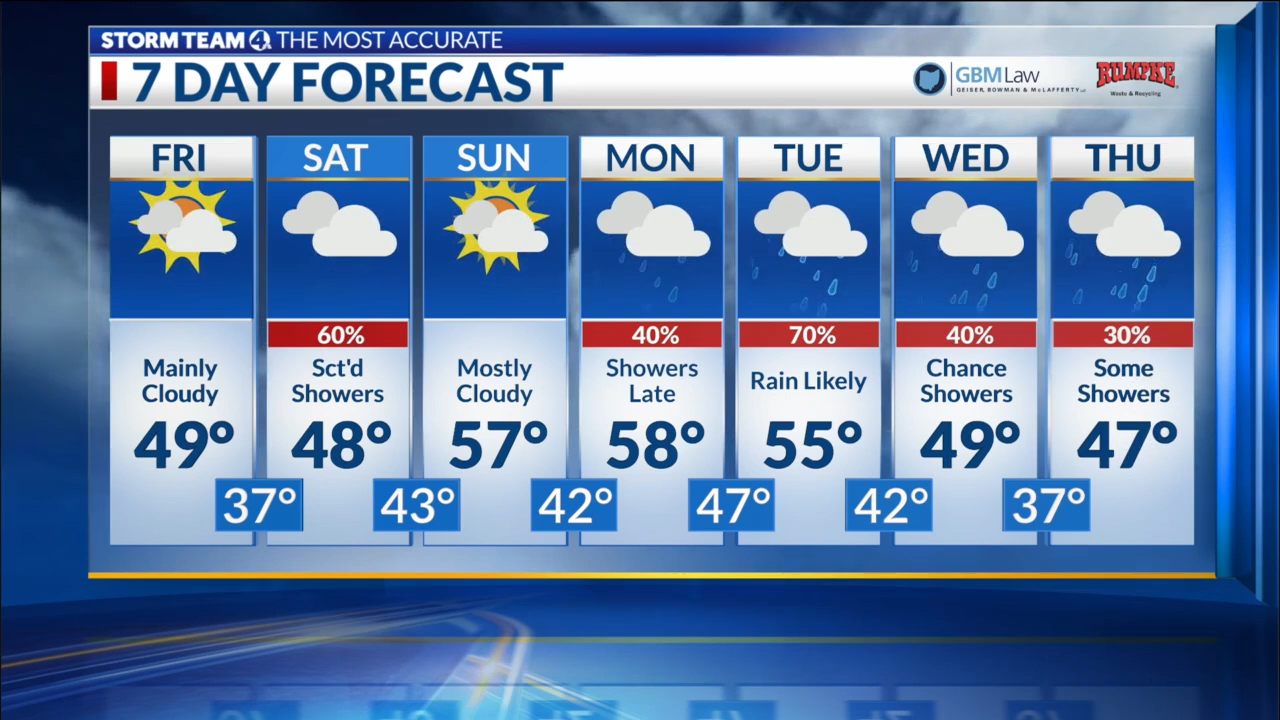 STORM TEAM 4 THE MOST ACCURATE
7 DAY FORECAST
GBM Law
GEISER, BOWMAN & McLAFFERTY LLC
RUMPKE
Waste & Recycling
FRI SAT SUN MON TUE WED THU
60% 40% 70% 40% 30%
Mainly Sct'd Mostly Showers Rain Likely Chance Some
Cloudy Showers Cloudy Late Showers Showers
49° 48° 57° 58° 55° 49° 47°
37° 43° 42° 47° 42° 37°